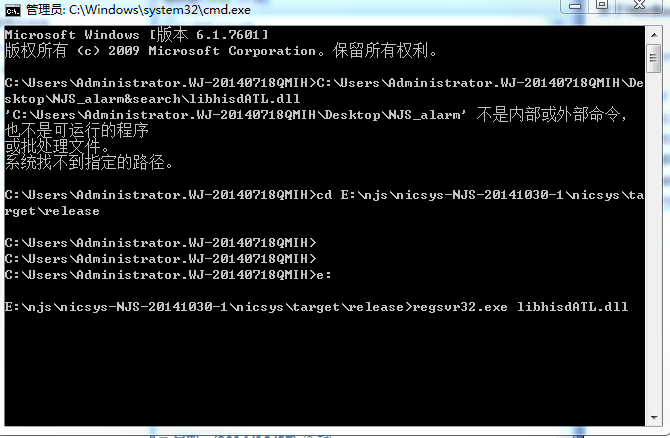 管理员: C:\Windows\system32\cmd.exe
Microsoft Windows [版本 6.1.7601]
版权所有 (c) 2009 Microsoft Corporation。保留所有权利。
C:\Users\Administrator.WJ-20140718QMIH>C:\Users\Administrator.WJ-20140718QMIH\De
sktop\NJS_alarm&search\libhisdATL.dll
'C:\Users\Administrator.WJ-20140718QMIH\Desktop\NJS_alarm' 不是内部或外部命令，
也不是可运行的程序
或批处理文件。
系统找不到指定的路径。
C:\Users\Administrator.WJ-20140718QMIH>cd E:\njs\nicsys-NJS-20141030-1\nicsys\ta
rget\release
C:\Users\Administrator.WJ-20140718QMIH>
C:\Users\Administrator.WJ-20140718QMIH>
C:\Users\Administrator.WJ-20140718QMIH>e:
E:\njs\nicsys-NJS-20141030-1\nicsys\target\release>regsvr32.exe libhisdATL.dll